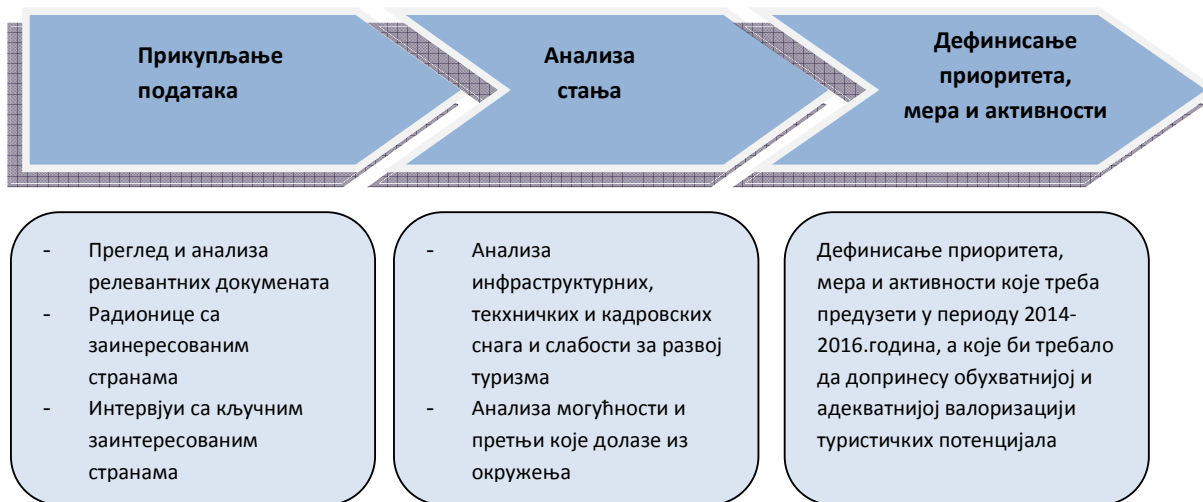 Прикупљање
података
Анализа
стања
Дефинисање
приоритета,
мера и активности
- Преглед и анализа
релевантних докумената
- Радионице са
заинересованим
странама
- Интервјуи са кључним
заинтересованим
странама
- Анализа
инфраструктурних,
текхничких и кадровских
снага и слабости за развој
туризма
- Анализа могућности и
претњи које долазе из
окружења
Дефинисање приоритета,
мера и активности које треба
предузети у периоду 2014-
2016.година, а које би требало
да допринесу обухватнијој и
адекватнијој валоризацији
туристичких потенцијала